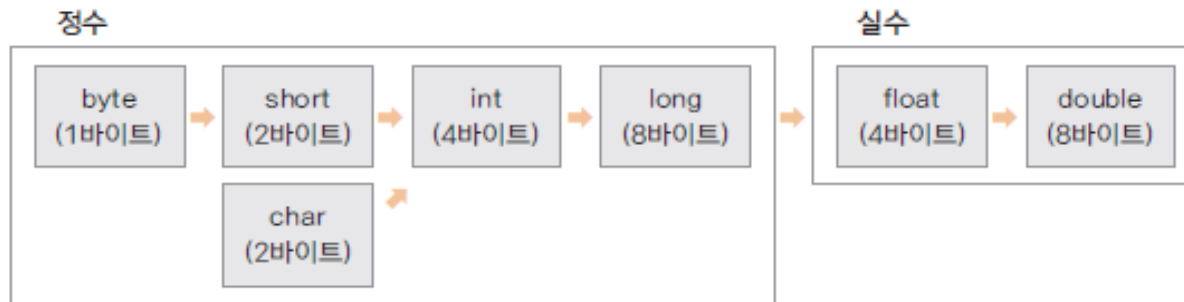 정수
실수
byte
(1바이트)
short
(2바이트)
int
(4바이트)
long
(8바이트)
float
(4바이트)
double
(8바이트)
char
(2바이트)